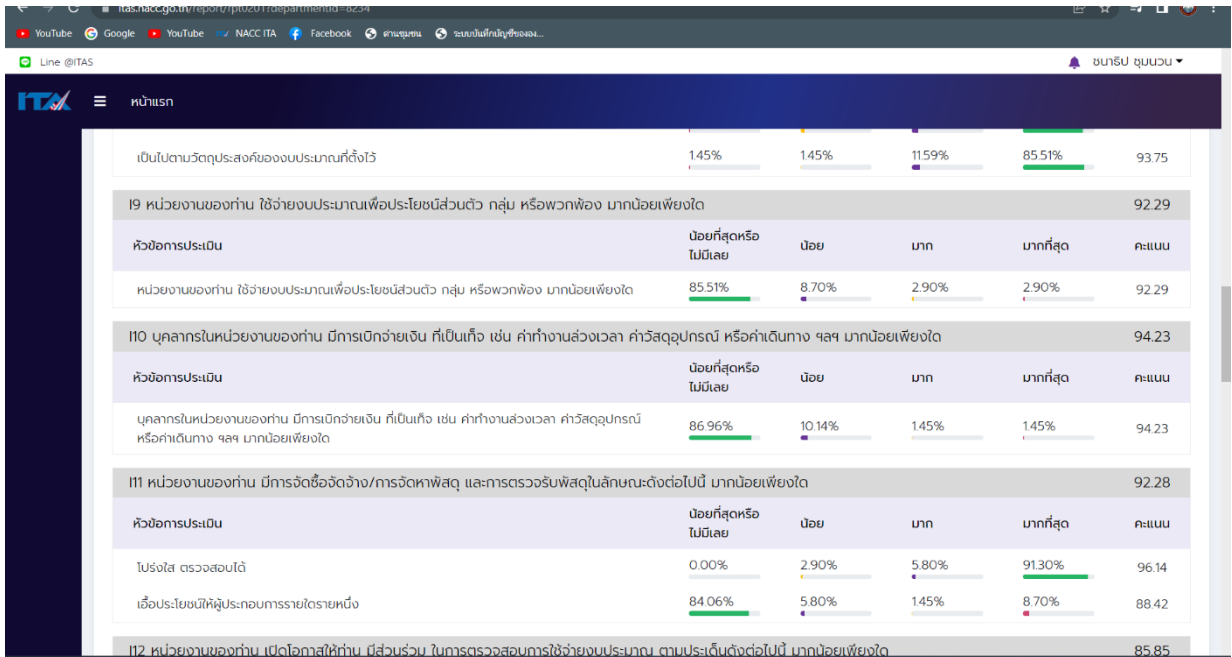 itas.nacc.go.th/report/rpt0201?departmentid=8234
YouTube Google YouTube NACC ITA Facebook ศาลชุมชน
Line @ITAS ชนาธิป ชุมนวน
ITA หน้าแรก
เป็นไปตามวัตถุประสงค์ของงบประมาณที่ตั้งไว้ 1.45% 1.45% 11.59% 85.51% 93.75
I9 หน่วยงานของท่าน ใช้จ่ายงบประมาณเพื่อประโยชน์ส่วนตัว กลุ่ม หรือพวกพ้อง มากน้อยเพียงใด 92.29
หัวข้อการประเมิน น้อยที่สุดหรือ น้อย มาก มากที่สุด คะแนน
ไม่มีเลย
หน่วยงานของท่าน ใช้จ่ายงบประมาณเพื่อประโยชน์ส่วนตัว กลุ่ม หรือพวกพ้อง มากน้อยเพียงใด 85.51% 8.70% 2.90% 2.90% 92.29
I10 บุคลากรในหน่วยงานของท่าน มีการเบิกจ่ายเงิน ที่เป็นเท็จ เช่น ค่าทำงานล่วงเวลา ค่าวัสดุอุปกรณ์ หรือค่าเดินทาง ฯลฯ มากน้อยเพียงใด 94.23
หัวข้อการประเมิน น้อยที่สุดหรือ น้อย มาก มากที่สุด คะแนน
ไม่มีเลย
บุคลากรในหน่วยงานของท่าน มีการเบิกจ่ายเงิน ที่เป็นเท็จ เช่น ค่าทำงานล่วงเวลา ค่าวัสดุอุปกรณ์ 86.96% 10.14% 1.45% 1.45% 94.23
หรือค่าเดินทาง ฯลฯ มากน้อยเพียงใด
I11 หน่วยงานของท่าน มีการจัดซื้อจัดจ้าง/การจัดหาพัสดุ และการตรวจรับพัสดุในลักษณะดังต่อไปนี้ มากน้อยเพียงใด 92.28
หัวข้อการประเมิน น้อยที่สุดหรือ น้อย มาก มากที่สุด คะแนน
ไม่มีเลย
โปร่งใส ตรวจสอบได้ 0.00% 2.90% 5.80% 91.30% 96.14
เอื้อประโยชน์ให้ผู้ประกอบการรายใดรายหนึ่ง 84.06% 5.80% 1.45% 8.70% 88.42
I12 หน่วยงานของท่าน เปิดโอกาสให้ท่าน มีส่วนร่วม ในการตรวจสอบการใช้จ่ายงบประมาณ ตามประเด็นดังต่อไปนี้ มากน้อยเพียงใด 85.85